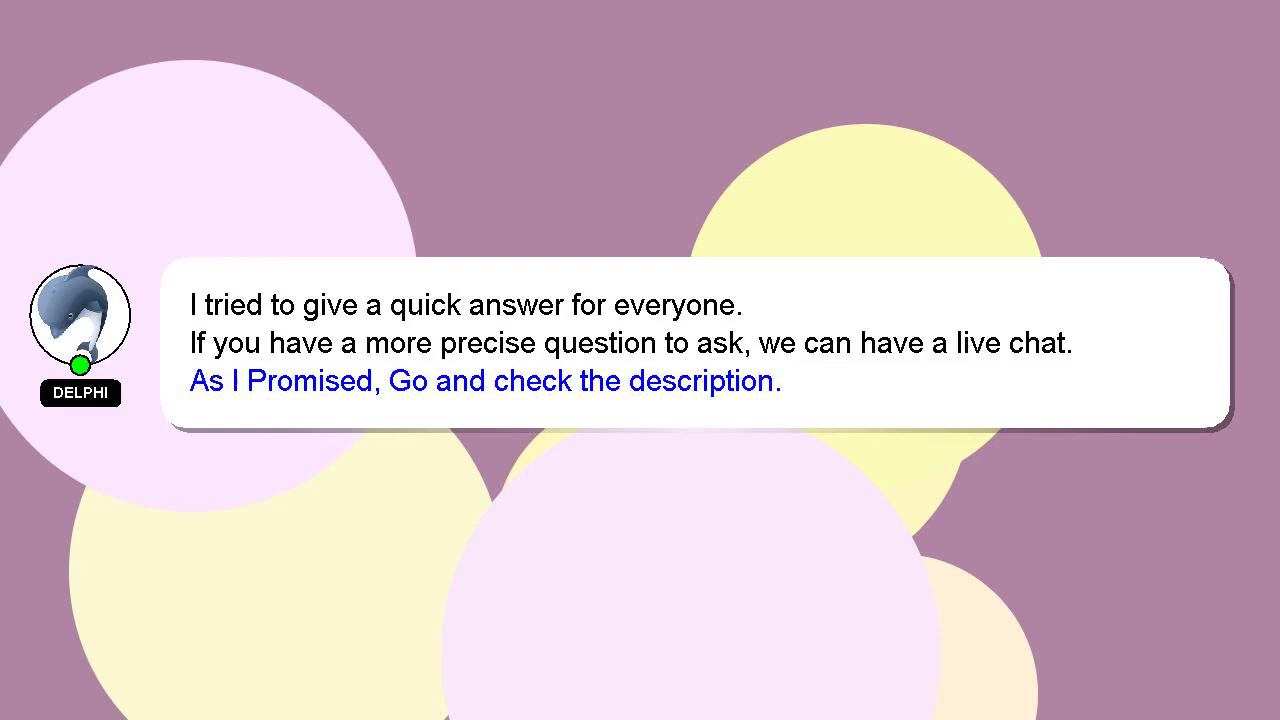 I tried to give a quick answer for everyone.
If you have a more precise question to ask, we can have a live chat.
As I Promised, Go and check the description.
DELPHI